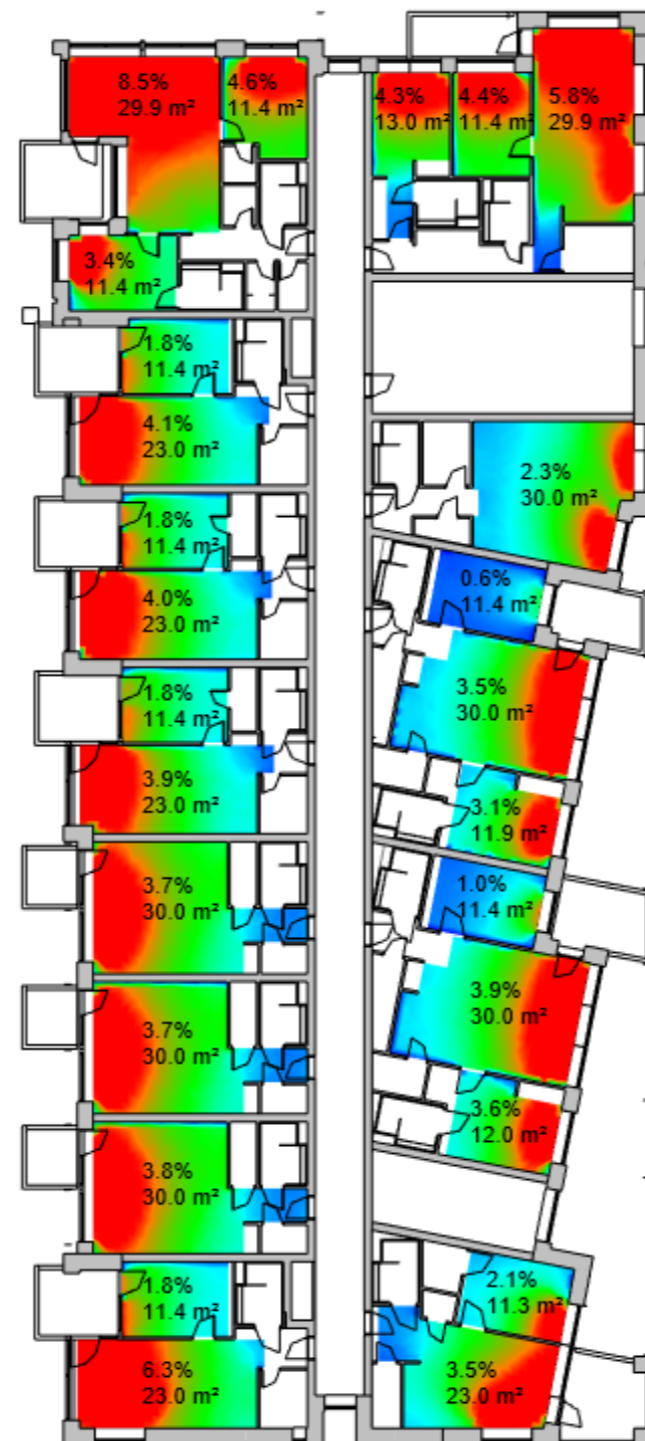 8.5%
29.9 m²
4.6%
11.4 m²
4.3%
13.0 m²
4.4%
11.4 m²
5.8%
29.9 m²
3.4%
11.4 m²
1.8%
11.4 m²
4.1%
23.0 m²
1.8%
11.4 m²
4.0%
23.0 m²
1.8%
11.4 m²
3.9%
23.0 m²
3.7%
30.0 m²
3.7%
30.0 m²
3.8%
30.0 m²
1.8%
11.4 m²
6.3%
23.0 m²
2.3%
30.0 m²
0.6%
11.4 m²
3.5%
30.0 m²
3.1%
11.9 m²
1.0%
11.4 m²
3.9%
30.0 m²
3.6%
12.0 m²
2.1%
11.3 m²
3.5%
23.0 m²